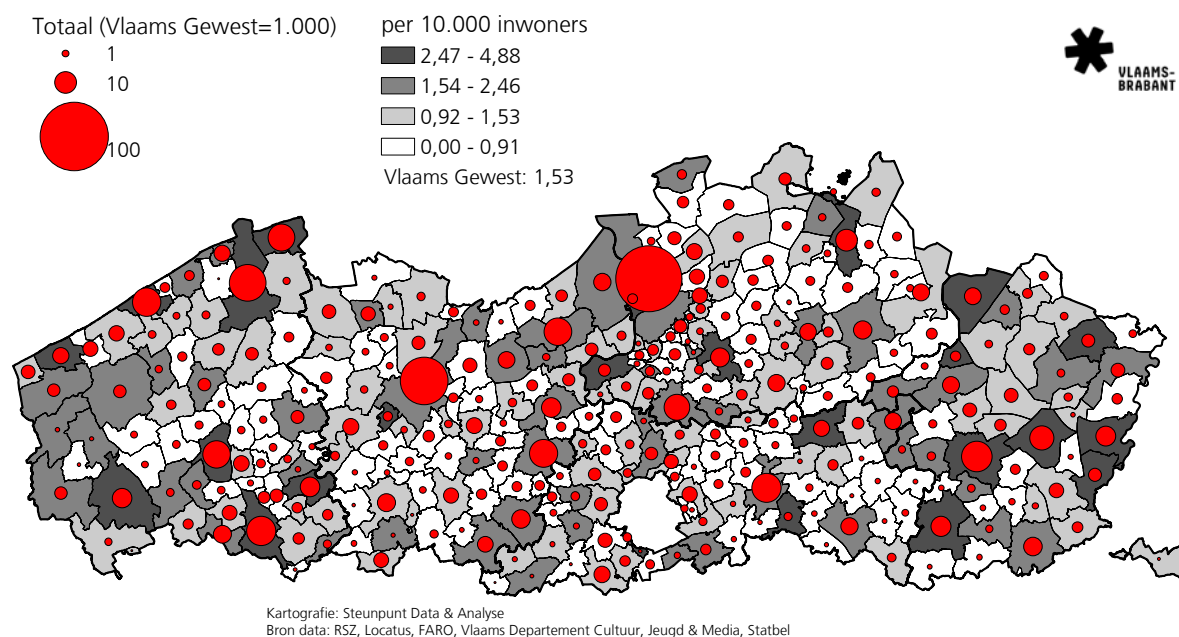 Totaal (Vlaams Gewest=1.000)
1
10
100
per 10.000 inwoners
2,47 - 4,88
1,54 - 2,46
0,92 - 1,53
0,00 - 0,91
Vlaams Gewest: 1,53
VLAAMS-
BRABANT
Kartografie: Steunpunt Data & Analyse
Bron data: RSZ, Locatus, FARO, Vlaams Departement Cultuur, Jeugd & Media, Statbel